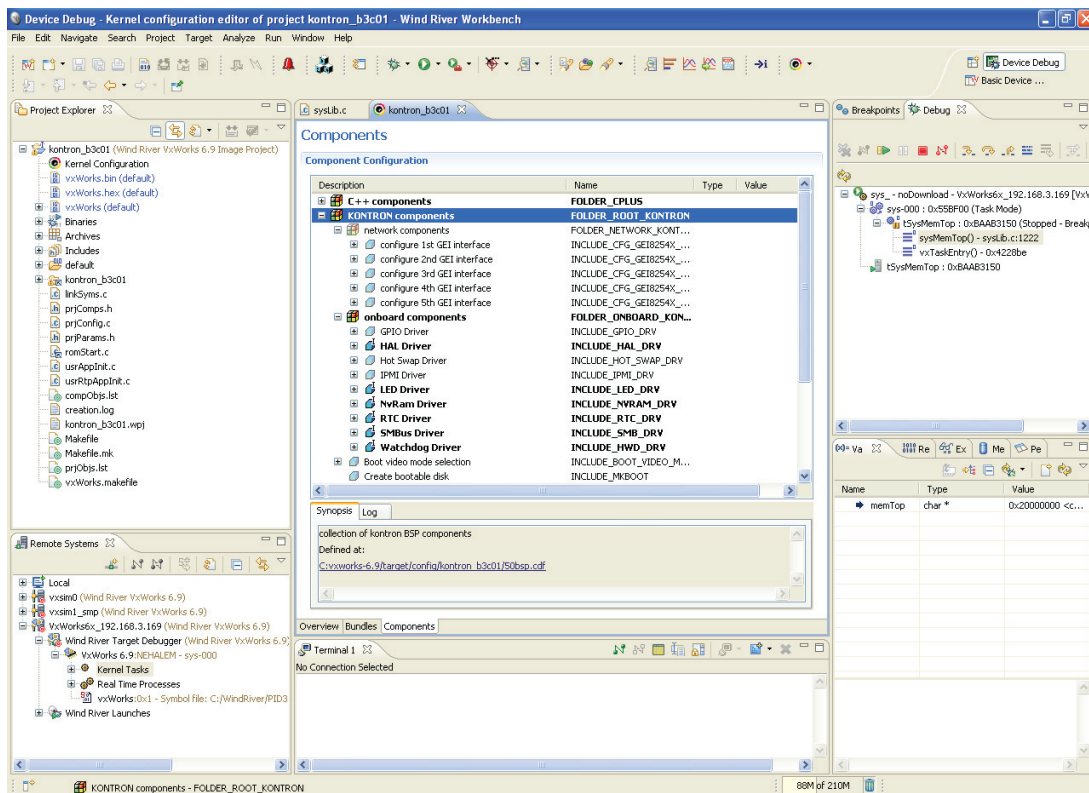 Device Debug - Kernel configuration editor of project kontron_b3c01 - Wind River Workbench
File Edit Navigate Search Project Target Analyze Run Window Help
Device Debug
Basic Device ...
Project Explorer
kontron_b3c01 (Wind River VxWorks 6.9 Image Project)
Kernel Configuration
vxWorks.bin (default)
vxWorks.hex (default)
vxWorks (default)
Binaries
Archives
Includes
default
kontron_b3c01
linkSyms.c
prjComps.h
prjConfig.c
prjParams.h
romStart.c
usrAppInit.c
usrRtpAppInit.c
compObjs.lst
creation.log
kontron_b3c01.wpj
Makefile
Makefile.mk
prjObjs.lst
vxWorks.makefile
Remote Systems
Local
vxsim0 (Wind River VxWorks 6.9)
vxsim1_smp (Wind River VxWorks 6.9)
VxWorks6x_192.168.3.169 (Wind River VxWorks 6.9)
Wind River Target Debugger (Wind River VxWorks 6.9)
VxWorks 6.9:NEHALEM - sys-000
Kernel Tasks
Real Time Processes
vxWorks:0x1 - Symbol file: C:/WindRiver/PID3
Wind River Launches
sysLib.c kontron_b3c01
Components
Component Configuration
Description Name Type Value
C++ components FOLDER_CPLUS
KONTRON components FOLDER_ROOT_KONTRON
network components FOLDER_NETWORK_KONT...
configure 1st GEI interface INCLUDE_CFG_GEI8254X_...
configure 2nd GEI interface INCLUDE_CFG_GEI8254X_...
configure 3rd GEI interface INCLUDE_CFG_GEI8254X_...
configure 4th GEI interface INCLUDE_CFG_GEI8254X_...
configure 5th GEI interface INCLUDE_CFG_GEI8254X_...
onboard components FOLDER_ONBOARD_KON...
GPIO Driver INCLUDE_GPIO_DRV
HAL Driver INCLUDE_HAL_DRV
Hot Swap Driver INCLUDE_HOT_SWAP_DRV
IPMI Driver INCLUDE_IPMI_DRV
LED Driver INCLUDE_LED_DRV
NvRam Driver INCLUDE_NVRAM_DRV
RTC Driver INCLUDE_RTC_DRV
SMBus Driver INCLUDE_SMB_DRV
Watchdog Driver INCLUDE_HWD_DRV
Boot video mode selection INCLUDE_BOOT_VIDEO_M...
Create bootable disk INCLUDE_MKBOOT
Synopsis Log
collection of kontron BSP components
Defined at:
C:vxworks-6.9/target/config/kontron_b3c01/50bsp.cdf
Overview Bundles Components
Terminal 1
No Connection Selected
Breakpoints Debug
sys_- noDownload - VxWorks6x_192.168.3.169 [VxW
sys-000 : 0x55BF00 (Task Mode)
tSysMemTop : 0xBAAB3150 (Stopped - Breakp
sysMemTop() - sysLib.c:1222
vxTaskEntry() - 0x4228be
tSysMemTop : 0xBAAB3150
(x)= Va Re Ex Me Pe
Name Type Value
memTop char * 0x20000000 <c...
KONTRON components - FOLDER_ROOT_KONTRON
88M of 210M